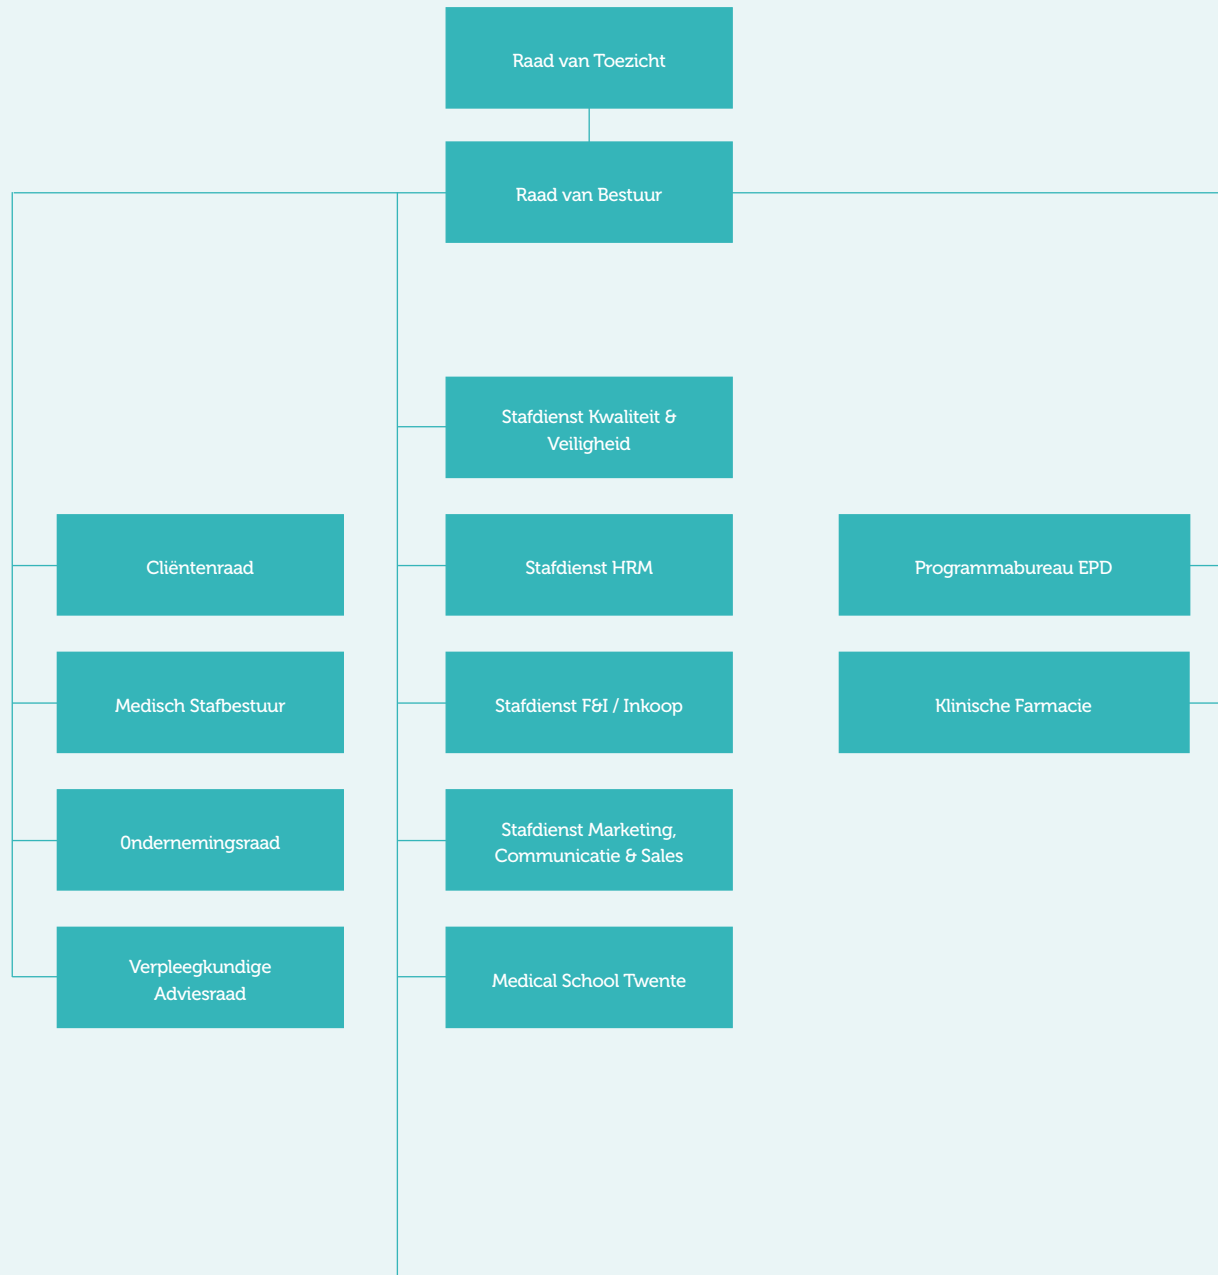 Raad van Toezicht
Raad van Bestuur
Stafdienst Kwaliteit &
Veiligheid
Cliëntenraad
Stafdienst HRM
Programmabureau EPD
Medisch Stafbestuur
Stafdienst F&I / Inkoop
Klinische Farmacie
0ndernemingsraad
Stafdienst Marketing,
Communicatie & Sales
Verpleegkundige
Adviesraad
Medical School Twente